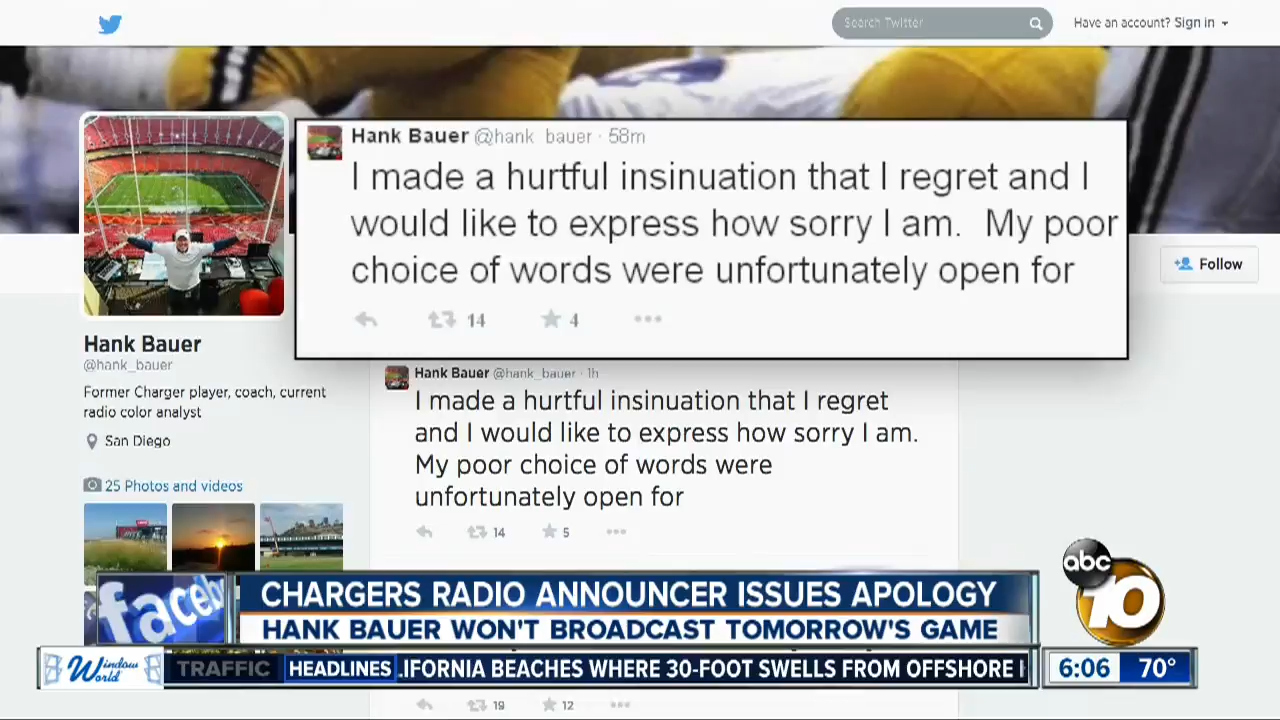 Search Twitter
Have an account? Sign in
Hank Bauer @hank_bauer · 58m
I made a hurtful insinuation that I regret and I
would like to express how sorry I am. My poor
choice of words were unfortunately open for
14 4
Follow
Hank Bauer
@hank_bauer
Former Charger player, coach, current
radio color analyst
San Diego
25 Photos and videos
Hank Bauer @hank_bauer · 1h
I made a hurtful insinuation that I regret
and I would like to express how sorry I am.
My poor choice of words were
unfortunately open for
14 5
faceb
CHARGERS RADIO ANNOUNCER ISSUES APOLOGY
HANK BAUER WON'T BROADCAST TOMORROW'S GAME
abc
10
Window World
TRAFFIC
HEADLINES
IFORNIA BEACHES WHERE 30-FOOT SWELLS FROM OFFSHORE
6:06 70°
19 12